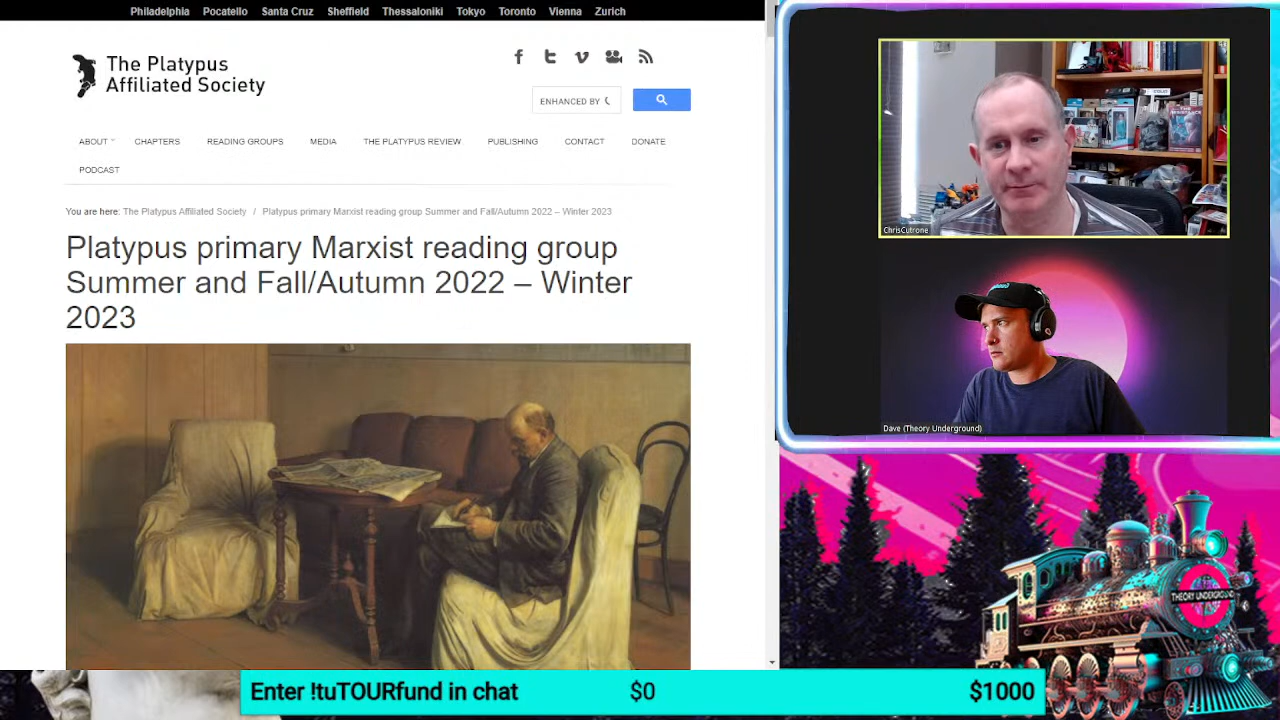 Philadelphia Pocatello Santa Cruz Sheffield Thessaloniki Tokyo Toronto Vienna Zurich
The Platypus
Affiliated Society
ENHANCED BY
ABOUT CHAPTERS READING GROUPS MEDIA THE PLATYPUS REVIEW PUBLISHING CONTACT DONATE
PODCAST
You are here: The Platypus Affiliated Society / Platypus primary Marxist reading group Summer and Fall/Autumn 2022 – Winter 2023
Platypus primary Marxist reading group
Summer and Fall/Autumn 2022 – Winter
2023
ChrisCutrone
Dave (Theory Underground)
THEORY UNDERGROUND
Enter !tuTOURfund in chat $0 $1000